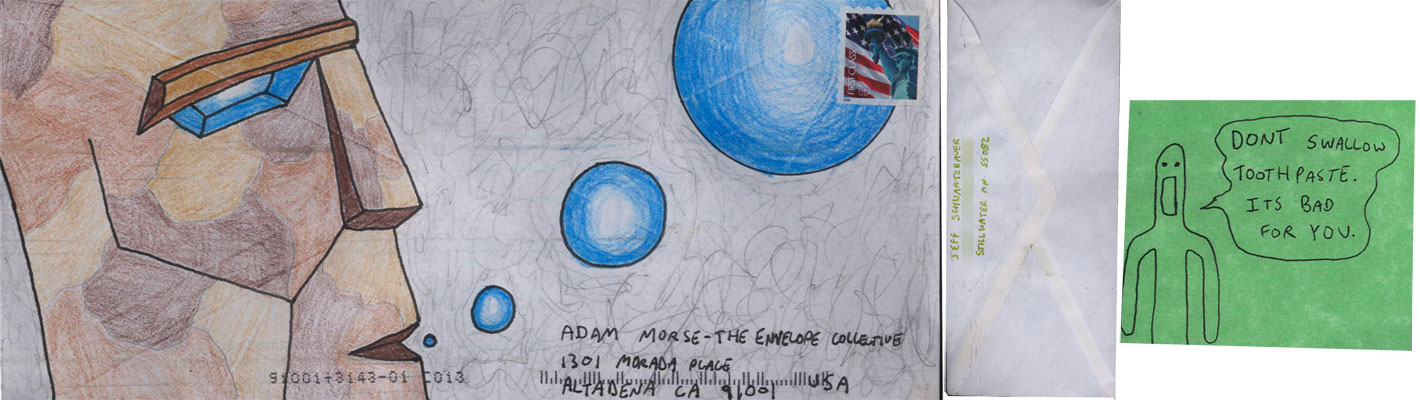 FIRST-CLASS
ADAM MORSE-THE ENVELOPE COLLECTIVE
1301 MORADA PLACE
ALTADENA CA 91001 USA
91001+3143-01 C013
JEFF SCHWARTZBAUER
STILLWATER MN 55082
DONT SWALLOW
TOOTHPASTE.
ITS BAD
FOR YOU.